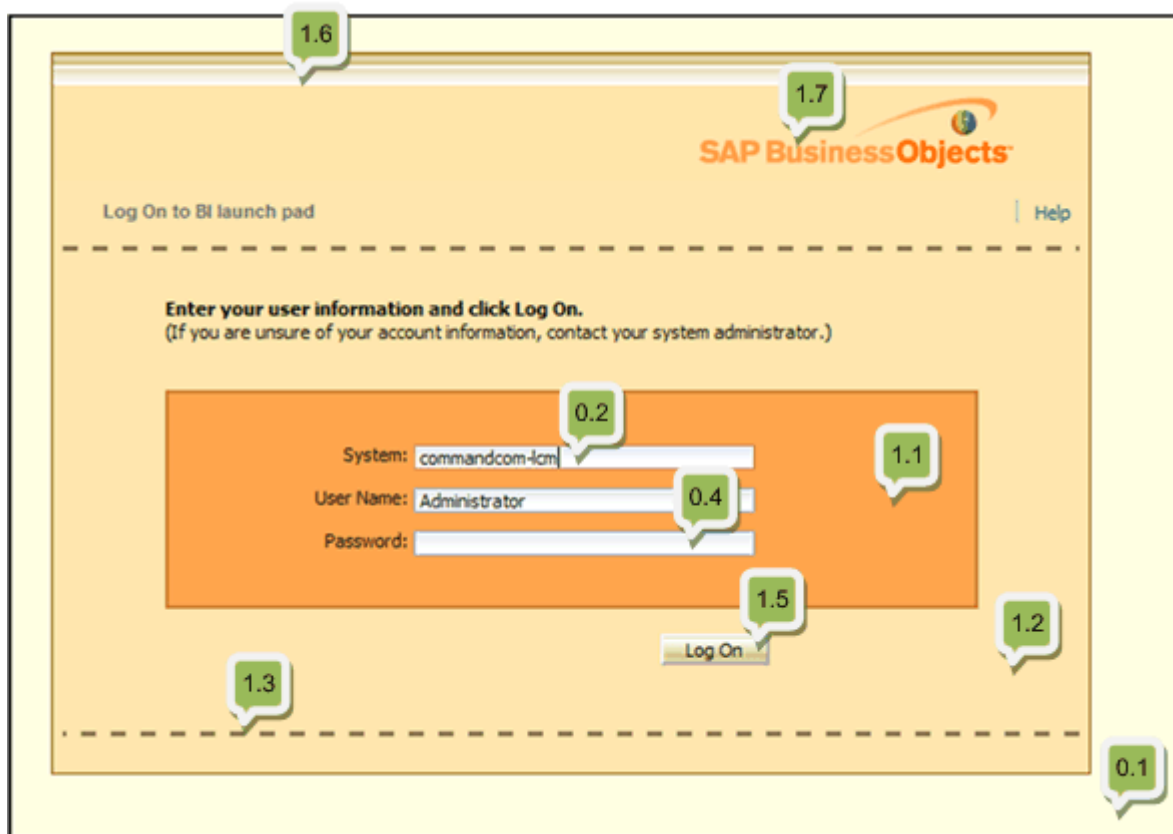 1.6
1.7
SAP BusinessObjects™
Log On to BI launch pad
Help
Enter your user information and click Log On.
(If you are unsure of your account information, contact your system administrator.)
0.2
System: commandcom-lcm
1.1
User Name: Administrator
0.4
Password:
1.5
Log On
1.2
1.3
0.1